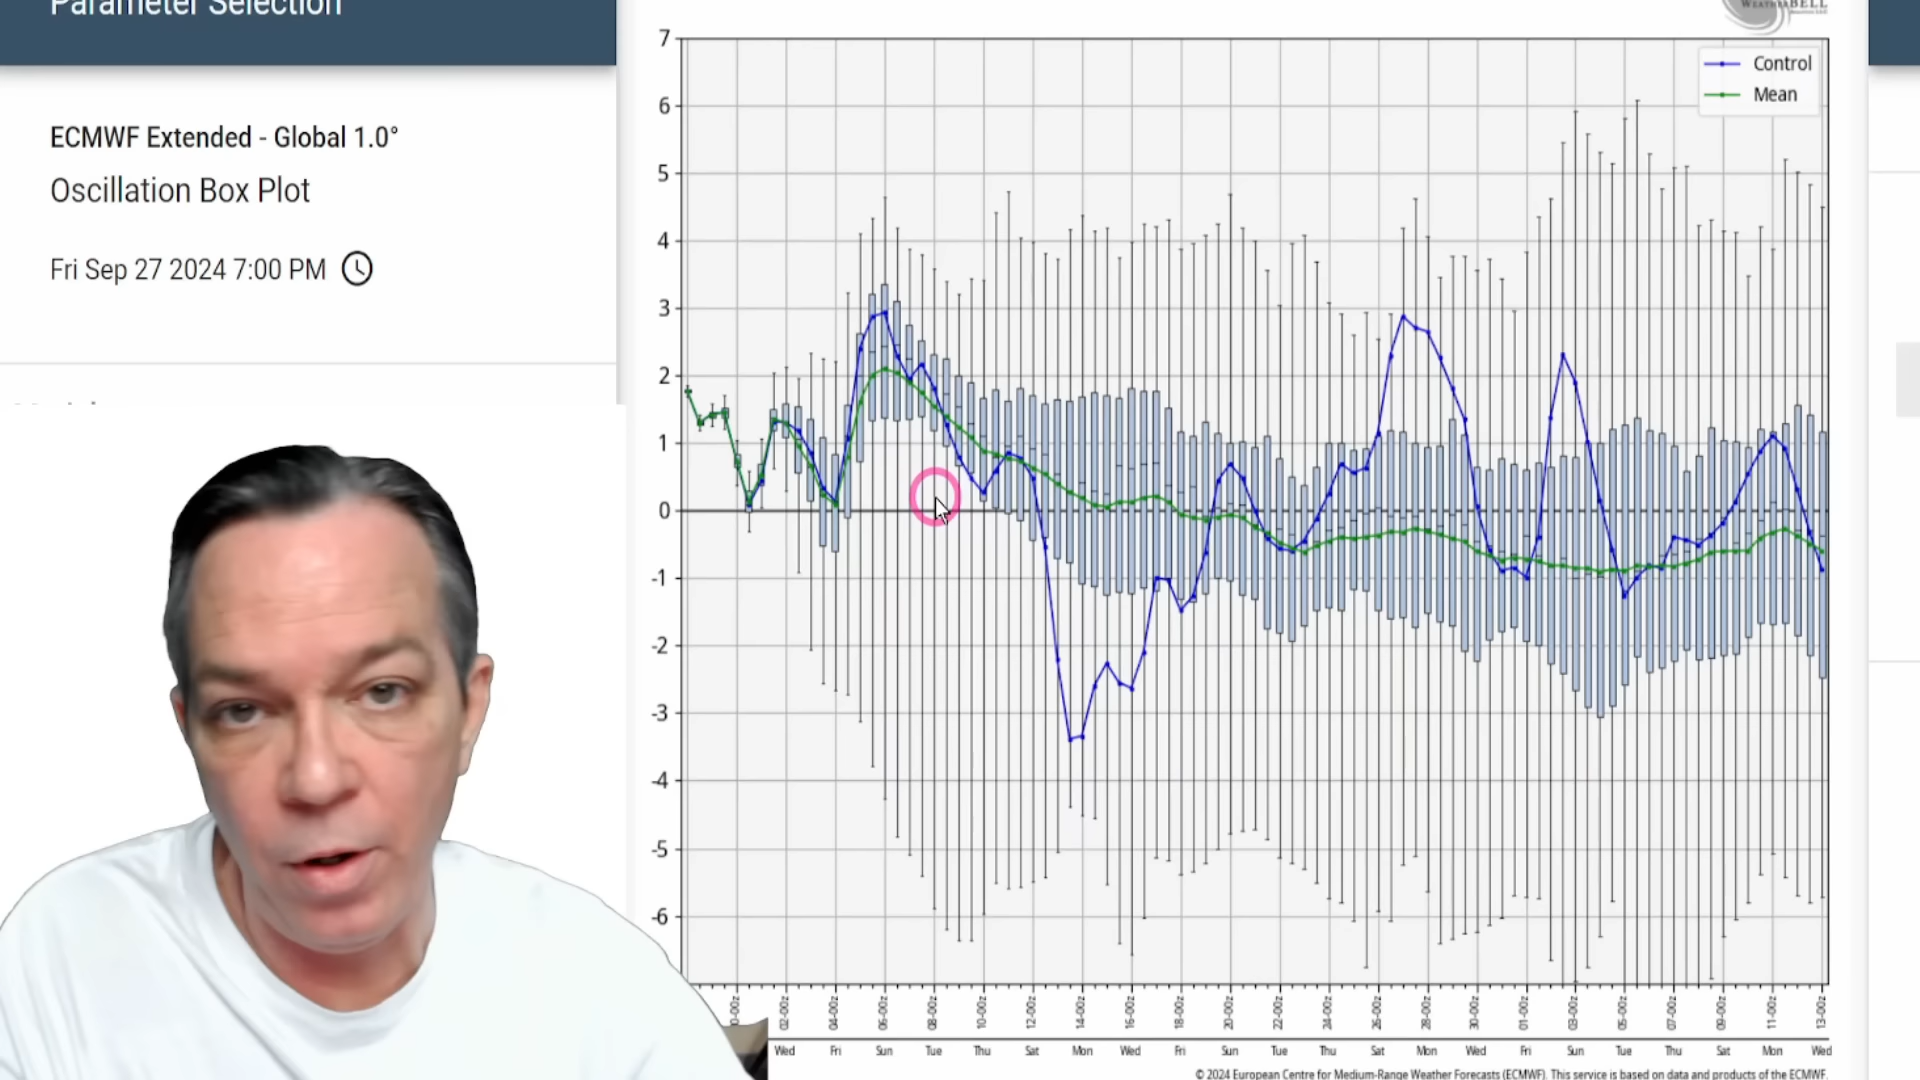 Parameter Selection
ECMWF Extended - Global 1.0°
Oscillation Box Plot
Fri Sep 27 2024 7:00 PM
WEATHERBELL
Control
Mean
7
6
5
4
3
2
1
0
-1
-2
-3
-4
-5
-6
02-00z 04-00z 06-00z 08-00z 10-00z 12-00z 14-00z 16-00z 18-00z 20-00z 22-00z 24-00z 26-00z 28-00z 30-00z 01-00z 03-00z 05-00z 07-00z 09-00z 11-00z 13-00z
Wed Fri Sun Tue Thu Sat Mon Wed Fri Sun Tue Thu Sat Mon Wed Fri Sun Tue Thu Sat Mon Wed
© 2024 European Centre for Medium-Range Weather Forecasts (ECMWF). This service is based on data and products of the ECMWF.